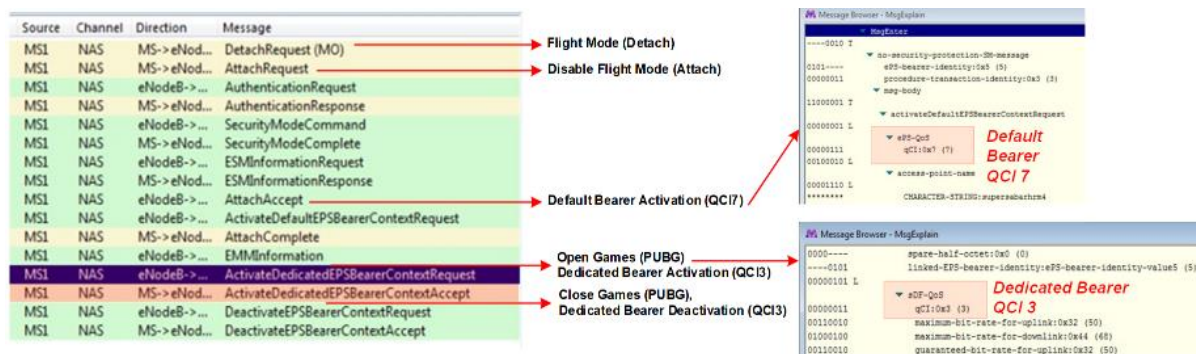 Source Channel Direction Message
MS1 NAS MS->eNod... DetachRequest (MO)
MS1 NAS MS->eNod... AttachRequest
MS1 NAS eNodeB->... AuthenticationRequest
MS1 NAS MS->eNod... AuthenticationResponse
MS1 NAS eNodeB->... SecurityModeCommand
MS1 NAS MS->eNod... SecurityModeComplete
MS1 NAS eNodeB->... ESMInformationRequest
MS1 NAS MS->eNod... ESMInformationResponse
MS1 NAS eNodeB->... AttachAccept
MS1 NAS eNodeB->... ActivateDefaultEPSBearerContextRequest
MS1 NAS MS->eNod... AttachComplete
MS1 NAS eNodeB->... EMMInformation
MS1 NAS eNodeB->... ActivateDedicatedEPSBearerContextRequest
MS1 NAS MS->eNod... ActivateDedicatedEPSBearerContextAccept
MS1 NAS eNodeB->... DeactivateEPSBearerContextRequest
MS1 NAS MS->eNod... DeactivateEPSBearerContextAccept
Flight Mode (Detach)
Disable Flight Mode (Attach)
Default Bearer Activation (QCI7)
Open Games (PUBG)
Dedicated Bearer Activation (QCI3)
Close Games (PUBG),
Dedicated Bearer Deactivation (QCI3)
Message Browser - MsgExplain
MsgEnter
----0010 T
no-security-protection-SM-message
0101---- ePS-bearer-identity:0x5 (5)
00000011 procedure-transaction-identity:0x3 (3)
msg-body
11000001 T
activateDefaultEPSBearerContextRequest
00000001 L
ePS-QoS
00000111 qCI:0x7 (7)
00100010 L
access-point-name
00001110 L
******** CHARACTER-STRING:supersabarhrm4
Default
Bearer
QCI 7
Message Browser - MsgExplain
0000---- spare-half-octet:0x0 (0)
----0101 linked-EPS-bearer-identity:ePS-bearer-identity-value5 (5)
00000101 L
sDF-QoS
00000011 qCI:0x3 (3)
00110010 maximum-bit-rate-for-uplink:0x32 (50)
01000100 maximum-bit-rate-for-downlink:0x44 (68)
00110010 guaranteed-bit-rate-for-uplink:0x32 (50)
Dedicated Bearer
QCI 3